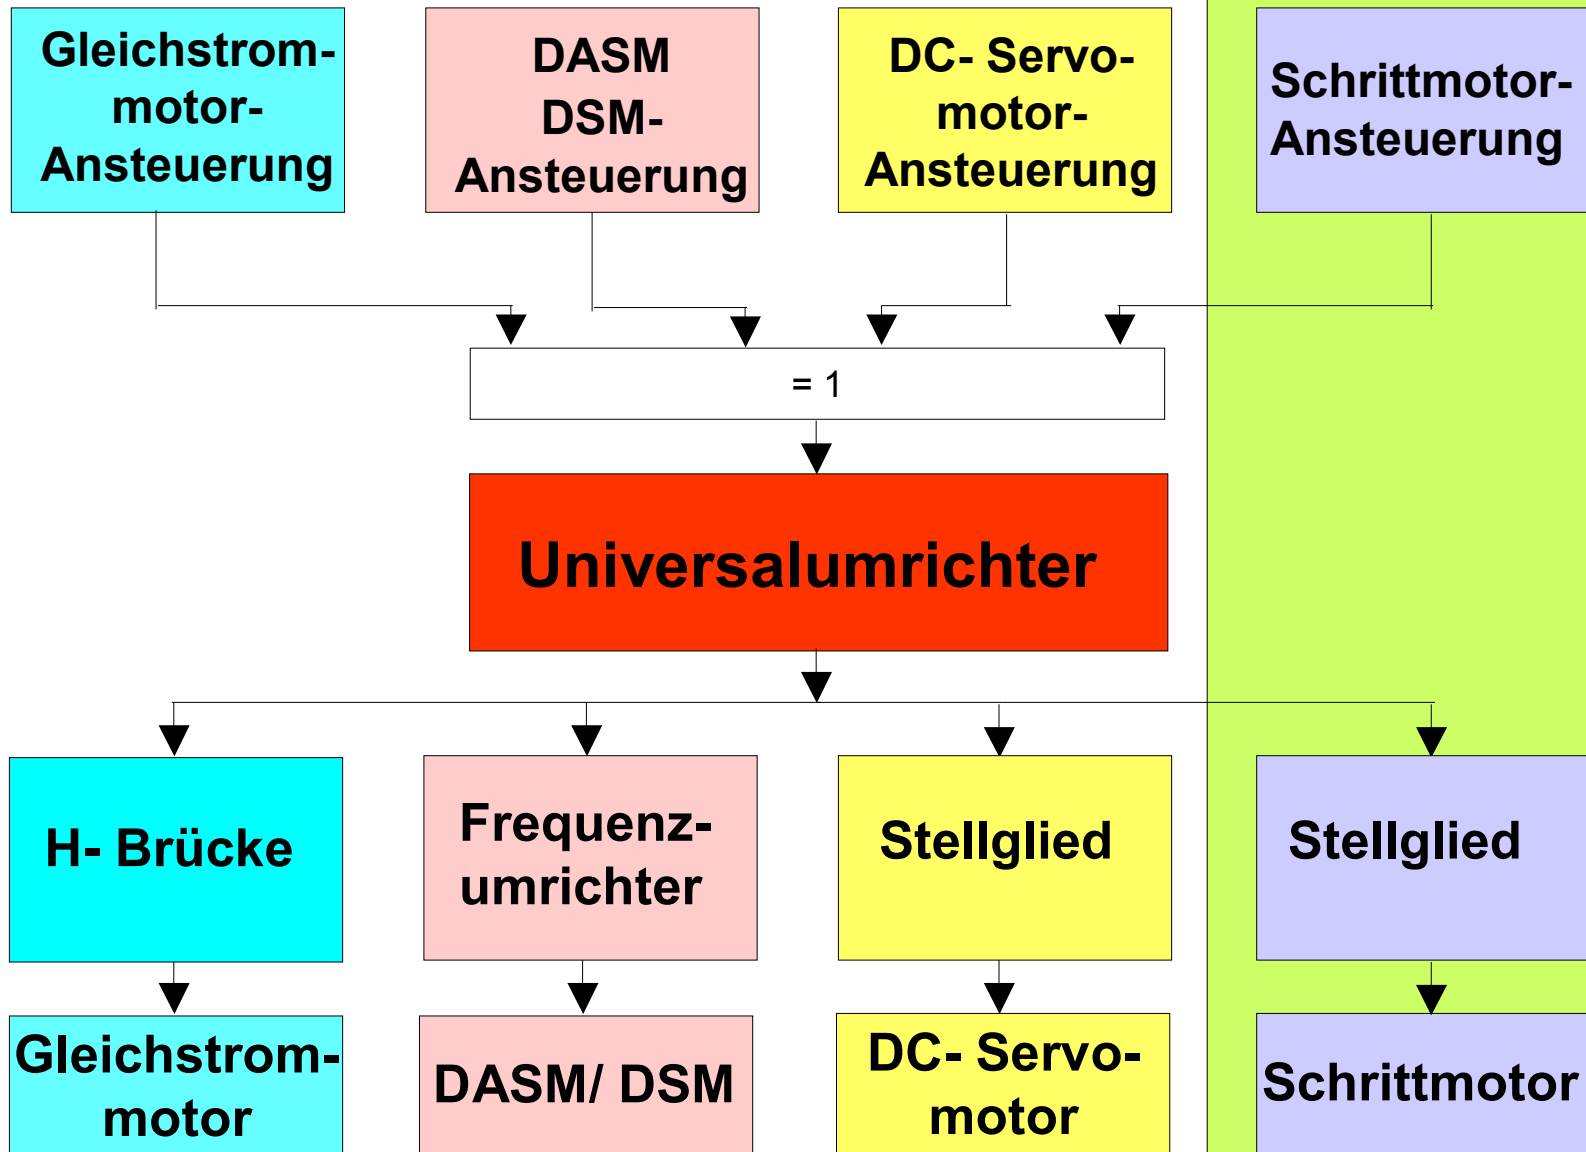 Gleichstrom-
motor-
Ansteuerung
DASM
DSM-
Ansteuerung
DC- Servo-
motor-
Ansteuerung
Schrittmotor-
Ansteuerung
= 1
Universalumrichter
H- Brücke
Frequenz-
umrichter
Stellglied
Stellglied
Gleichstrom-
motor
DASM/ DSM
DC- Servo-
motor
Schrittmotor